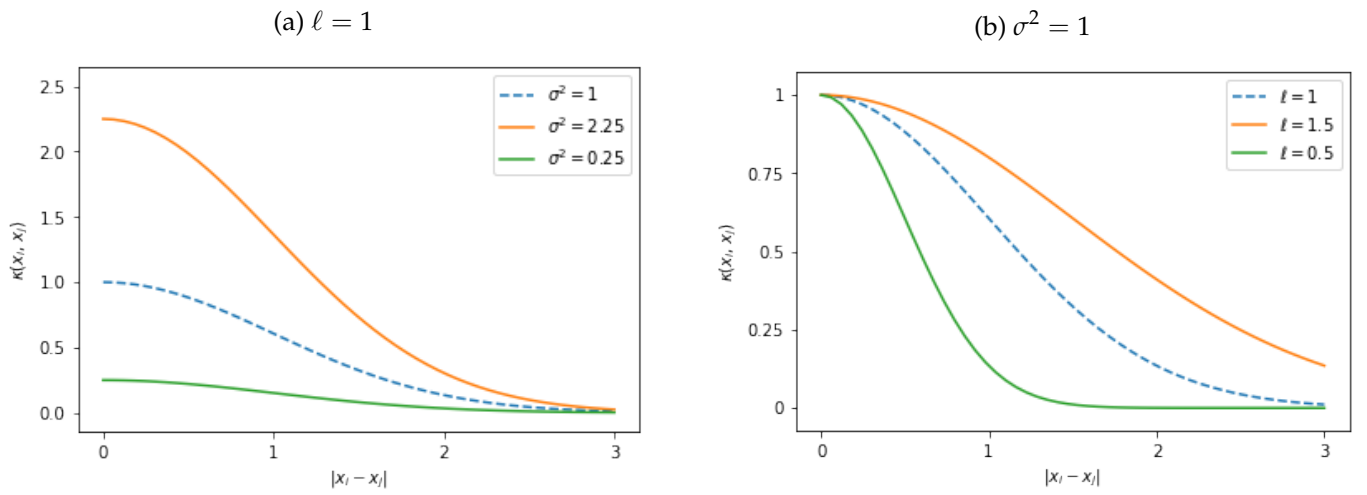 (a) ℓ = 1
2.5
2.0
1.5
1.0
0.5
0.0
κ(xᵢ, xⱼ)
0
1
2
3
|xᵢ − xⱼ|
σ² = 1
σ² = 2.25
σ² = 0.25
(b) σ² = 1
1
0.75
0.5
0.25
0
κ(xᵢ, xⱼ)
0
1
2
3
|xᵢ − xⱼ|
ℓ = 1
ℓ = 1.5
ℓ = 0.5